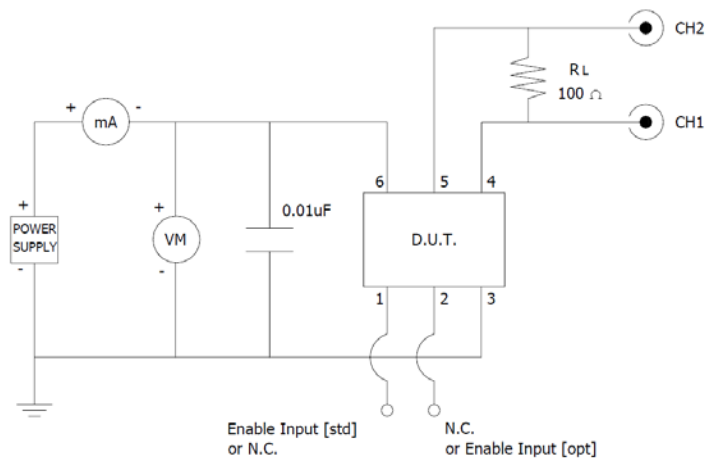 CH2
RL
100 Ω
CH1
+ -
mA
6 5 4
+
POWER
SUPPLY
-
+
VM
-
0.01uF
D.U.T.
1 2 3
Enable Input [std]
or N.C.
N.C.
or Enable Input [opt]